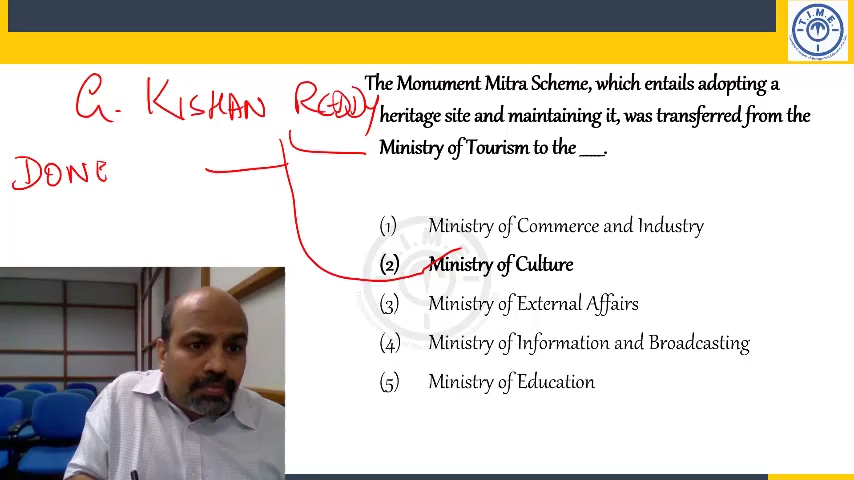 T.I.M.E.
G. KISHAN REDDY
DONE
The Monument Mitra Scheme, which entails adopting a
heritage site and maintaining it, was transferred from the
Ministry of Tourism to the ___.
(1) Ministry of Commerce and Industry
(2) Ministry of Culture
(3) Ministry of External Affairs
(4) Ministry of Information and Broadcasting
(5) Ministry of Education